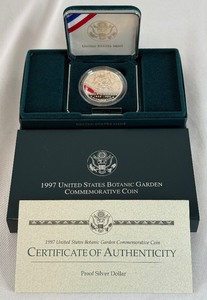 1997 UNITED STATES BOTANIC GARDEN
COMMEMORATIVE COIN
1997 United States Botanic Garden Commemorative Coin
CERTIFICATE OF AUTHENTICITY
Proof Silver Dollar